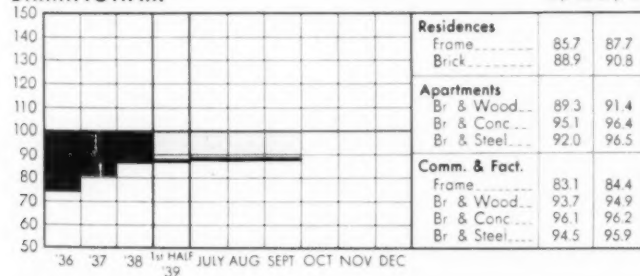 150
140
130
120
110
100
90
80
70
60
50
'36 '37 '38 1st HALF '39 JULY AUG SEPT OCT NOV DEC
Residences
Frame 85.7 87.7
Brick 88.9 90.8
Apartments
Br & Wood 89.3 91.4
Br & Conc 95.1 96.4
Br & Steel 92.0 96.5
Comm. & Fact.
Frame 83.1 84.4
Br & Wood 93.7 94.9
Br & Conc 96.1 96.2
Br & Steel 94.5 95.9